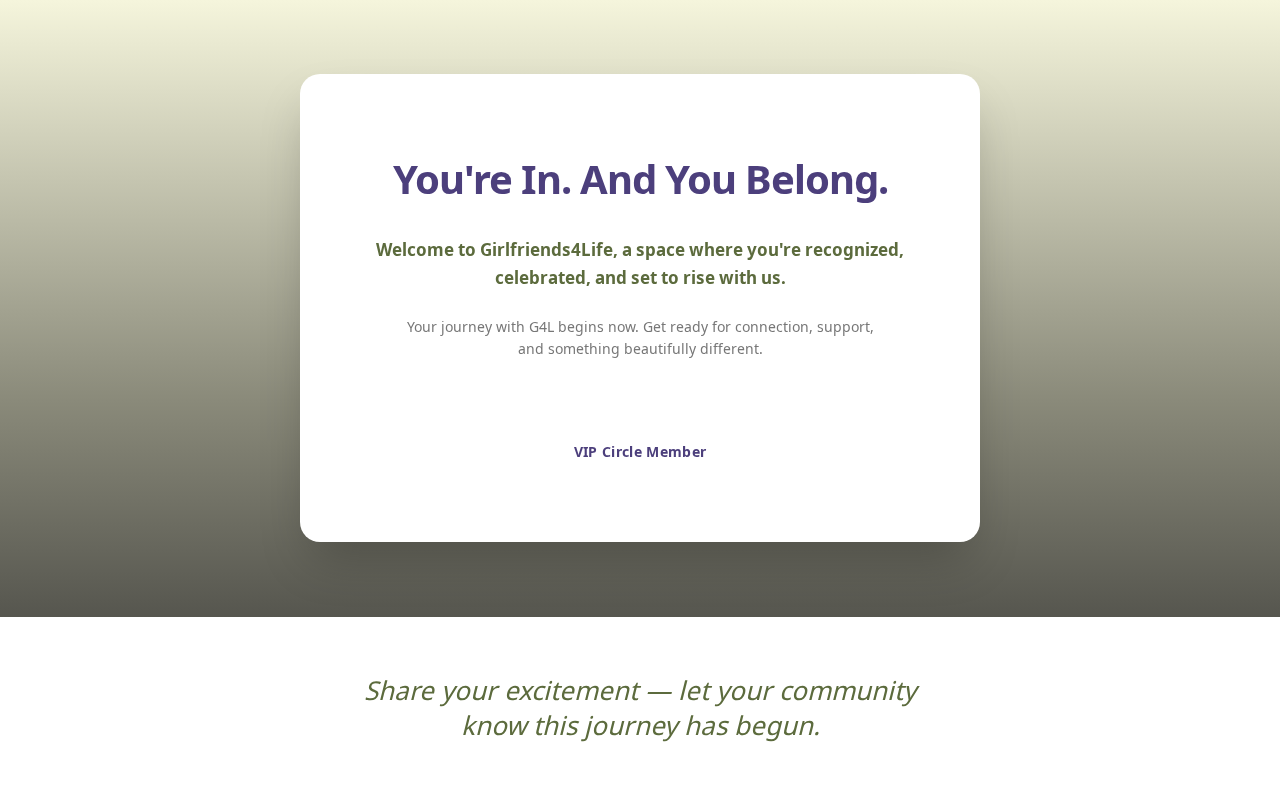 You're In. And You Belong.
Welcome to Girlfriends4Life, a space where you're recognized,
celebrated, and set to rise with us.
Your journey with G4L begins now. Get ready for connection, support,
and something beautifully different.
VIP Circle Member
Share your excitement — let your community
know this journey has begun.